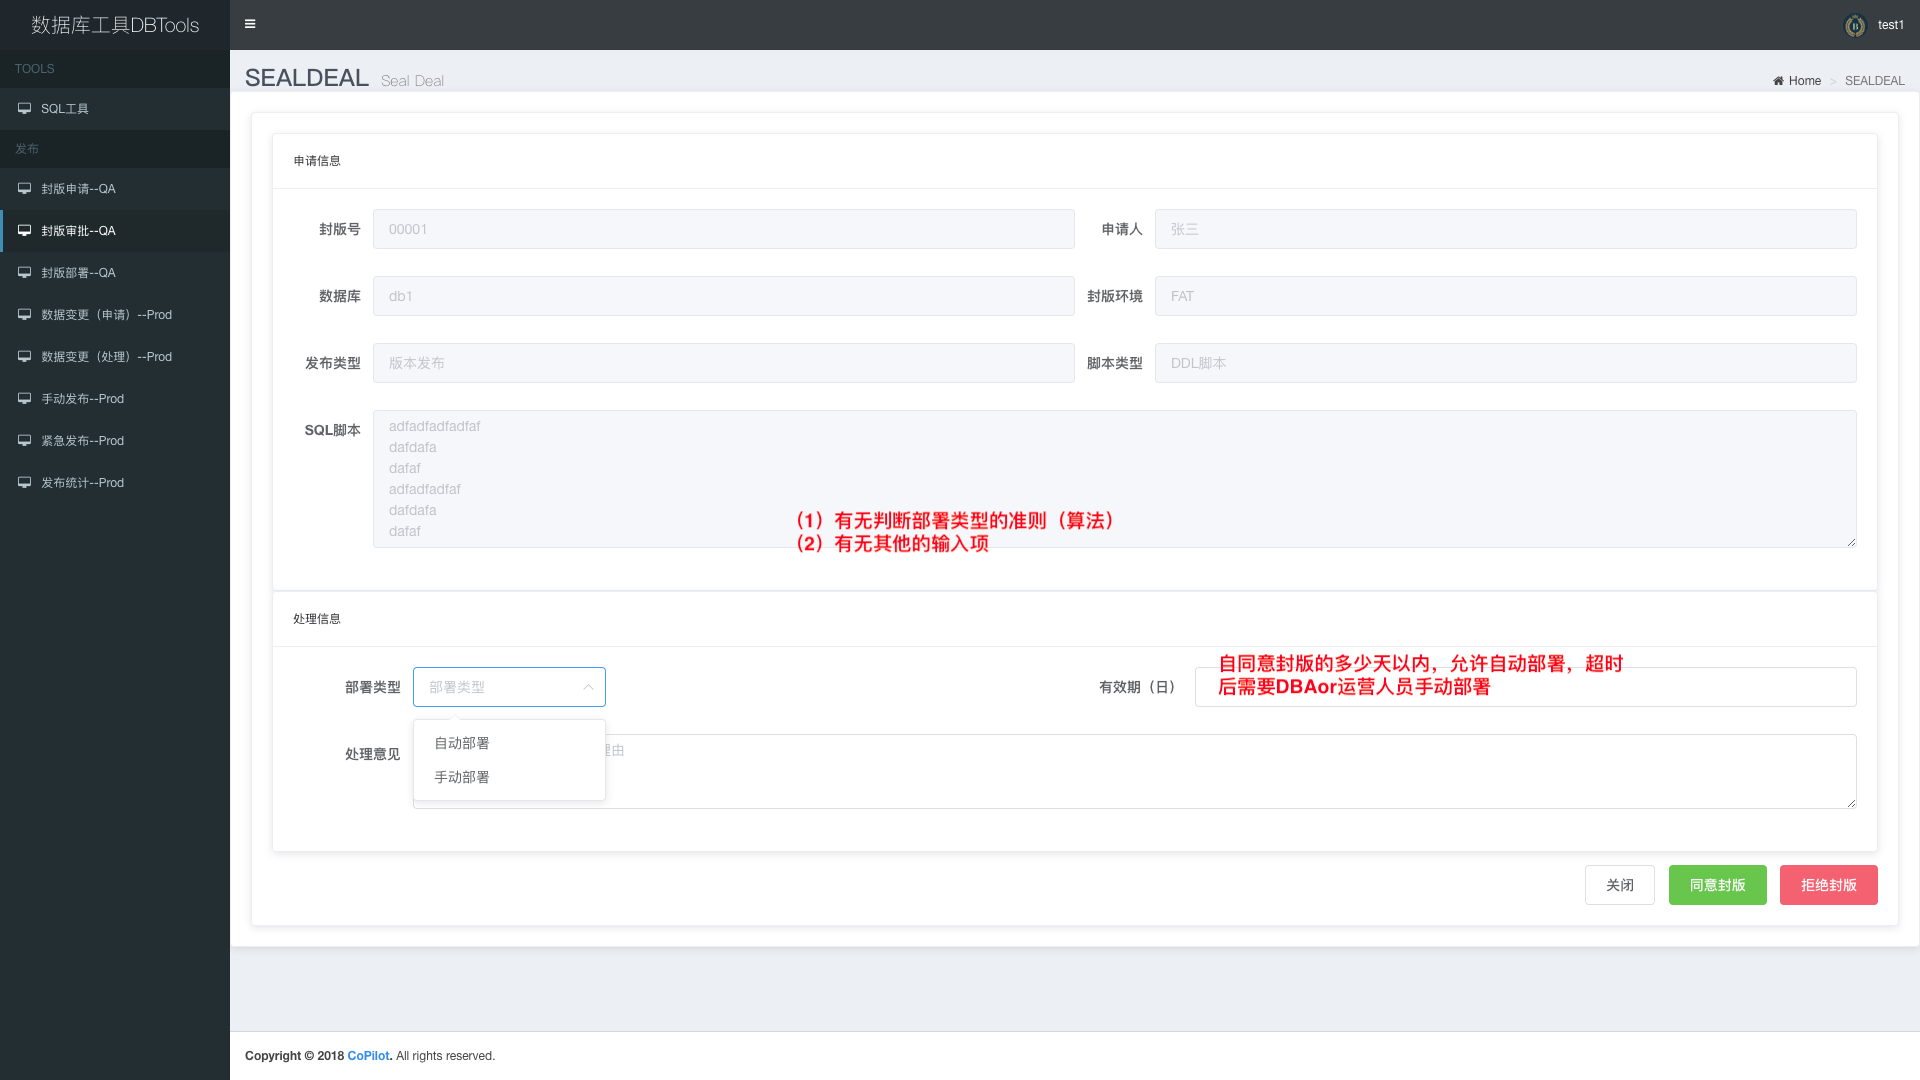 数据库工具DBTools
test1
TOOLS
SQL工具
发布
封版申请--QA
封版审批--QA
封版部署--QA
数据变更（申请）--Prod
数据变更（处理）--Prod
手动发布--Prod
紧急发布--Prod
发布统计--Prod
SEALDEAL Seal Deal
Home > SEALDEAL
申请信息
封版号 00001 申请人 张三
数据库 db1 封版环境 FAT
发布类型 版本发布 脚本类型 DDL脚本
SQL脚本
adfadfadfadfaf
dafdafa
dafaf
adfadfadfaf
dafdafa
dafaf
（1）有无判断部署类型的准则（算法）
（2）有无其他的输入项
处理信息
部署类型 部署类型 有效期（日）
自同意封版的多少天以内，允许自动部署，超时
后需要DBAor运营人员手动部署
自动部署
手动部署
处理意见 理由
关闭 同意封版 拒绝封版
Copyright © 2018 CoPilot. All rights reserved.